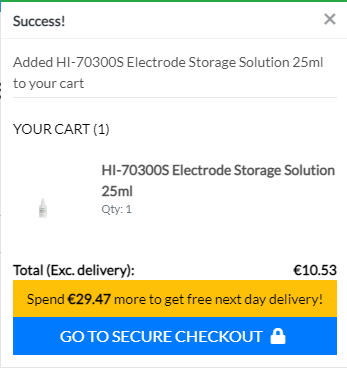 Success!
Added HI-70300S Electrode Storage Solution 25ml
to your cart
YOUR CART (1)
HI-70300S Electrode Storage Solution
25ml
Qty: 1
Total (Exc. delivery): €10.53
Spend €29.47 more to get free next day delivery!
GO TO SECURE CHECKOUT